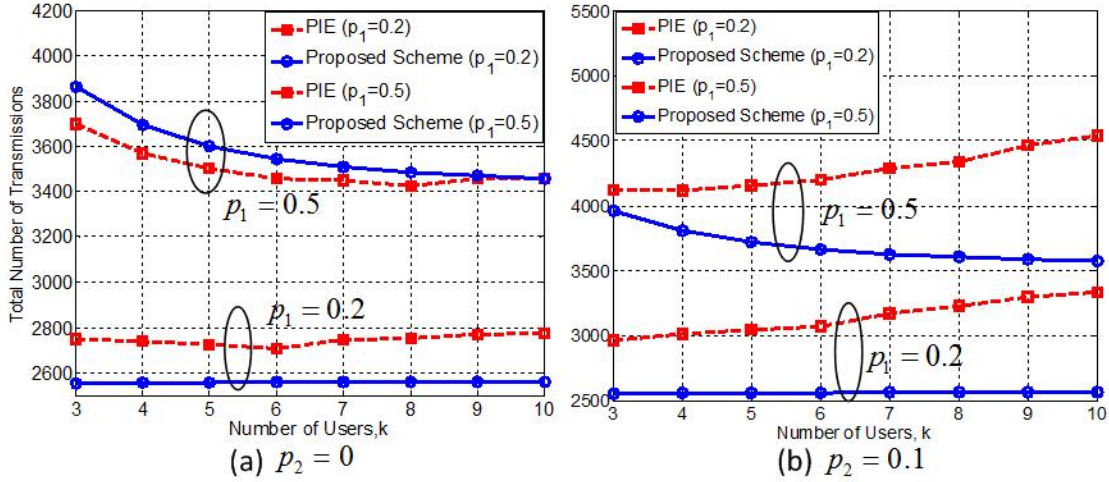 4200
4000
3800
3600
3400
3200
3000
2800
2600
Total Number of Transmissions
PIE (p1=0.2)
Proposed Scheme (p1=0.2)
PIE (p1=0.5)
Proposed Scheme (p1=0.5)
p1 = 0.5
p1 = 0.2
3 4 5 6 7 8 9 10
Number of Users,k
(a) p2 = 0
5500
5000
4500
4000
3500
3000
2500
PIE (p1=0.2)
Proposed Scheme (p1=0.2)
PIE (p1=0.5)
Proposed Scheme (p1=0.5)
p1 = 0.5
p1 = 0.2
3 4 5 6 7 8 9 10
Number of Users, k
(b) p2 = 0.1